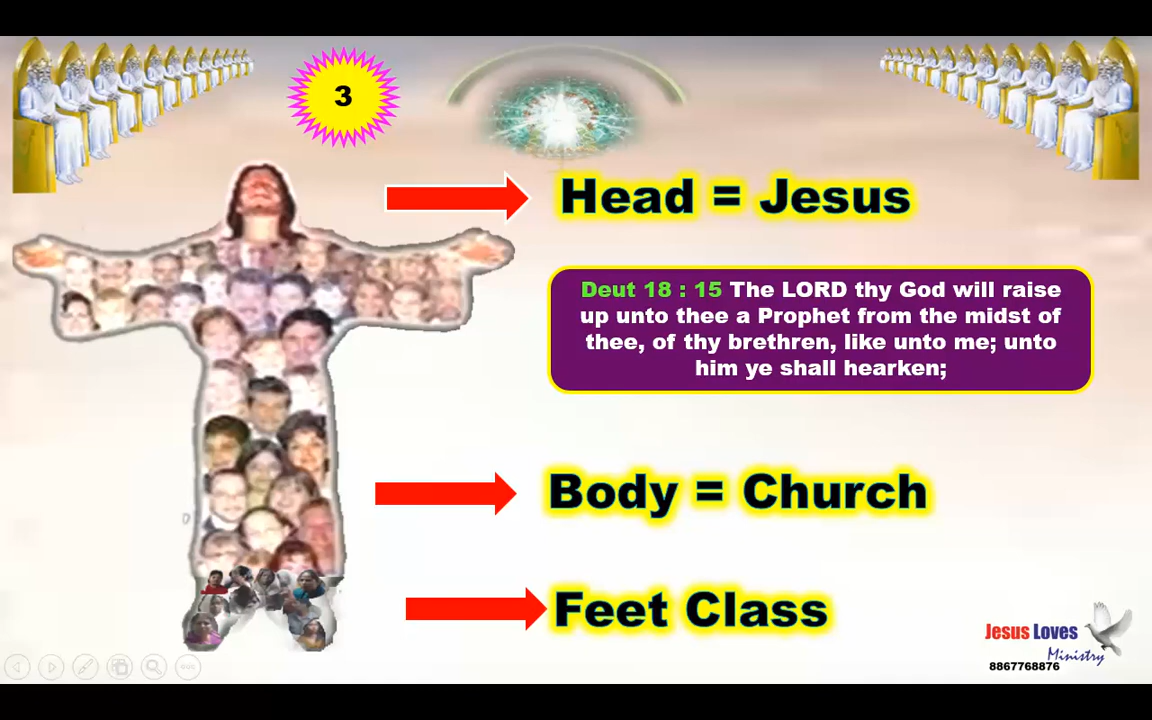 3
Head = Jesus
Deut 18 : 15 The LORD thy God will raise
up unto thee a Prophet from the midst of
thee, of thy brethren, like unto me; unto
him ye shall hearken;
Body = Church
Feet Class
Jesus Loves
Ministry
8867768876